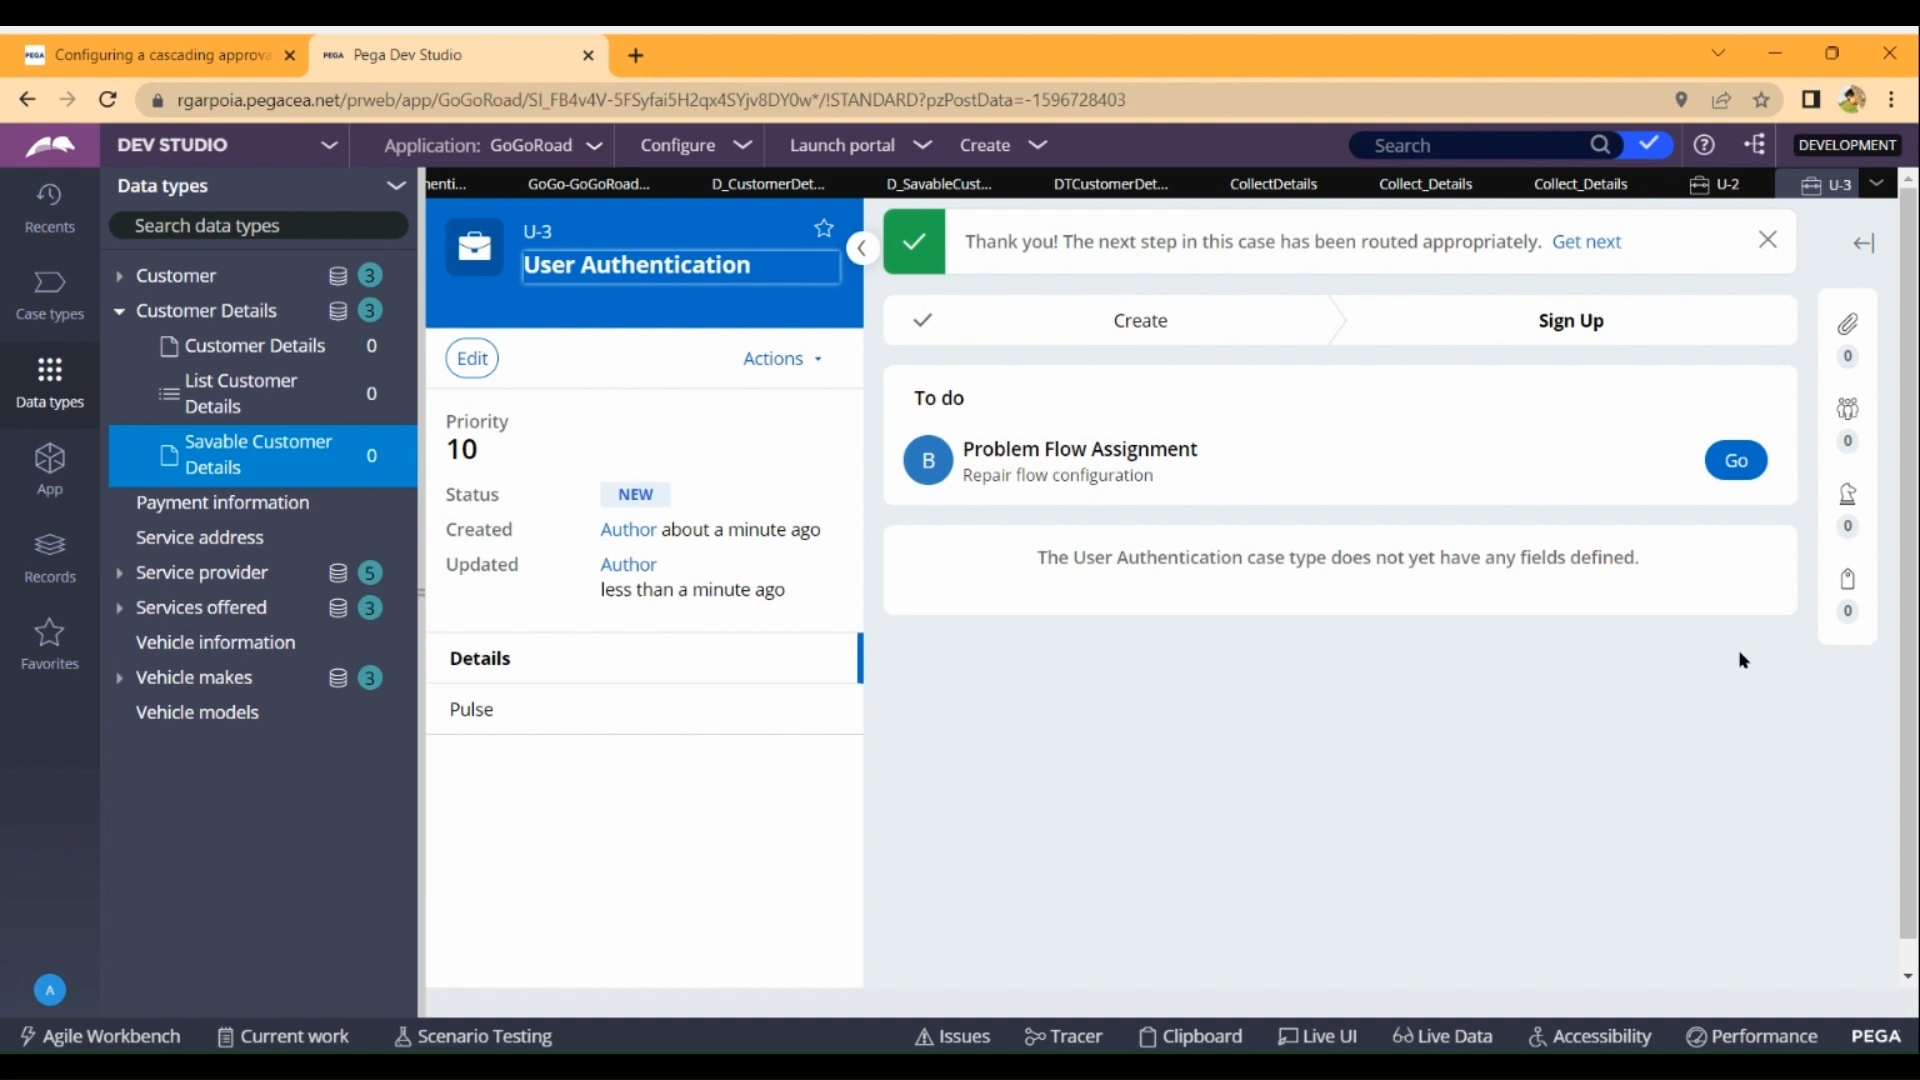 PEGA Configuring a cascading approva
PEGA Pega Dev Studio
rgarpoia.pegacea.net/prweb/app/GoGoRoad/SI_FB4v4V-5FSyfai5H2qx4SYjv8DY0w*/!STANDARD?pzPostData=-1596728403
DEV STUDIO
Application: GoGoRoad
Configure
Launch portal
Create
Search
DEVELOPMENT
Recents
Case types
Data types
App
Records
Favorites
A
Data types
Search data types
Customer 3
Customer Details 3
Customer Details 0
List Customer
Details 0
Savable Customer
Details 0
Payment information
Service address
Service provider 5
Services offered 3
Vehicle information
Vehicle makes 3
Vehicle models
nenti...
GoGo-GoGoRoad...
D_CustomerDet...
D_SavableCust...
DTCustomerDet...
CollectDetails
Collect_Details
Collect_Details
U-2
U-3
U-3
User Authentication
Edit
Actions
Priority
10
Status NEW
Created Author about a minute ago
Updated Author
less than a minute ago
Details
Pulse
Thank you! The next step in this case has been routed appropriately. Get next
Create
Sign Up
To do
B
Problem Flow Assignment
Repair flow configuration
Go
The User Authentication case type does not yet have any fields defined.
0
0
0
0
Agile Workbench
Current work
Scenario Testing
Issues
Tracer
Clipboard
Live UI
Live Data
Accessibility
Performance
PEGA